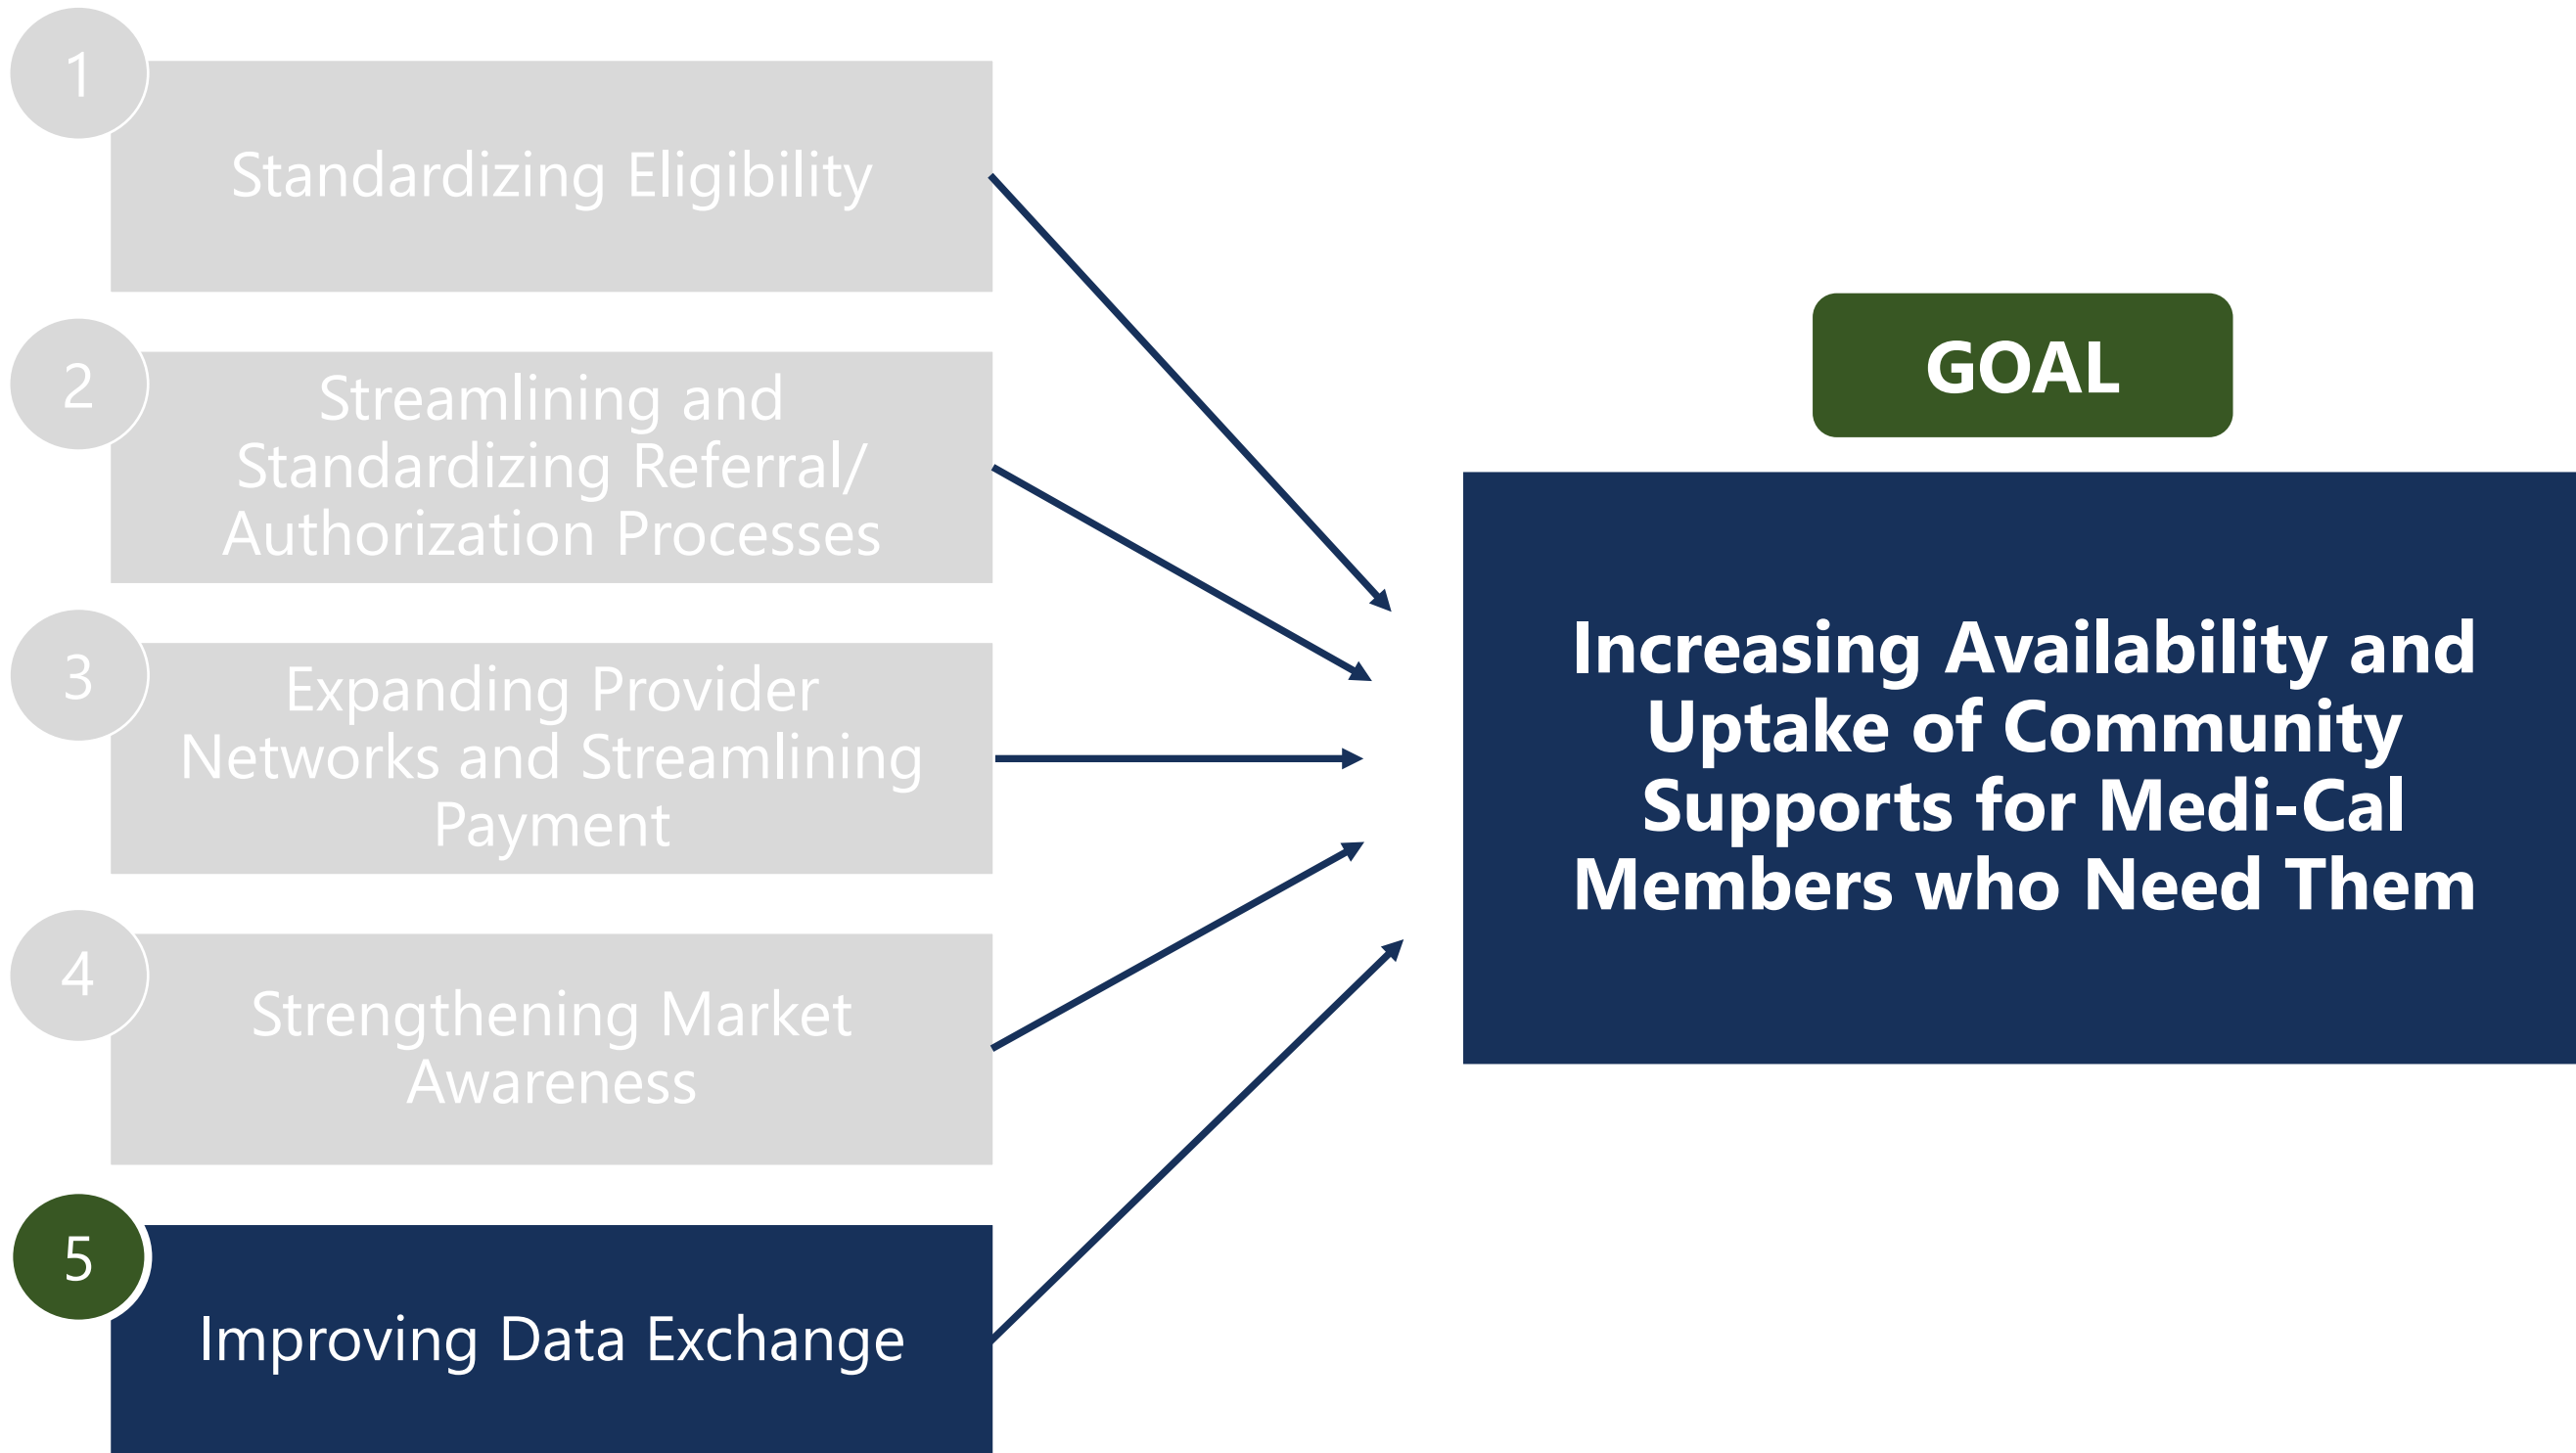 1
Standardizing Eligibility
2
Streamlining and
Standardizing Referral/
Authorization Processes
3
Expanding Provider
Networks and Streamlining
Payment
4
Strengthening Market
Awareness
5
Improving Data Exchange
GOAL
Increasing Availability and
Uptake of Community
Supports for Medi-Cal
Members who Need Them